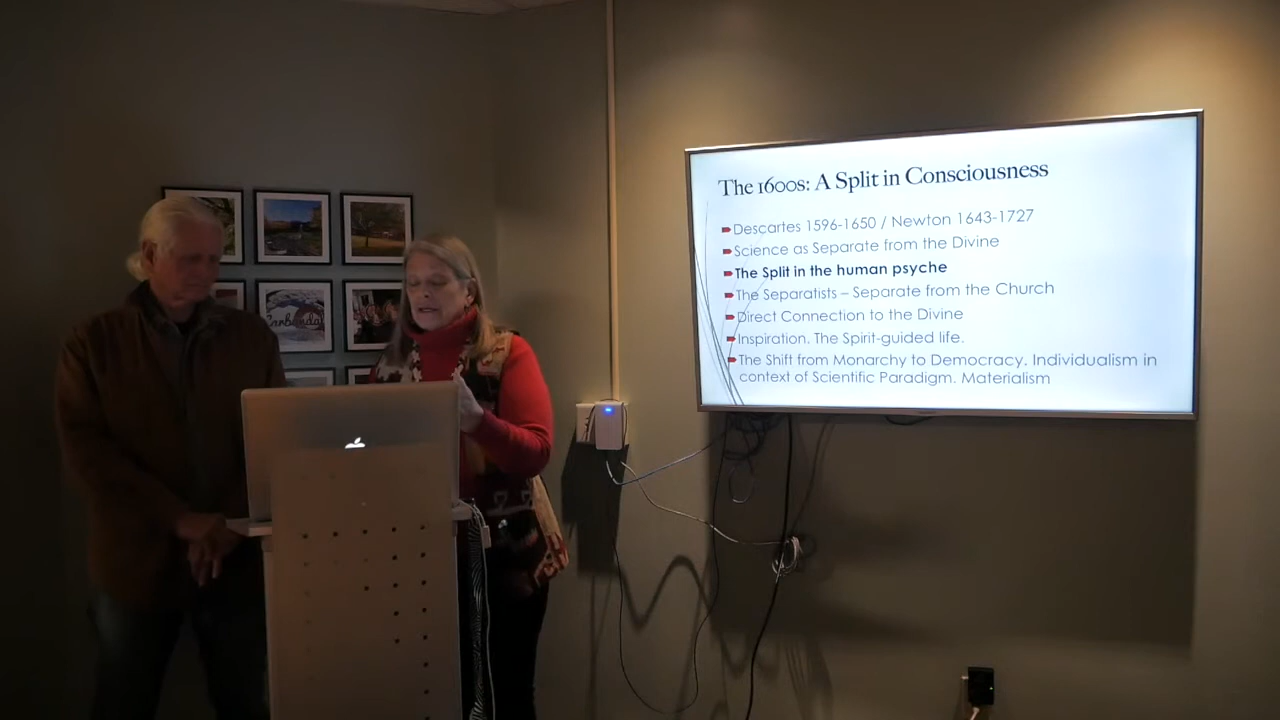 The 1600s: A Split in Consciousness
Descartes 1596-1650 / Newton 1643-1727
Science as Separate from the Divine
The Split in the human psyche
The Separatists – Separate from the Church
Direct Connection to the Divine
Inspiration. The Spirit-guided life.
The Shift from Monarchy to Democracy. Individualism in
context of Scientific Paradigm. Materialism